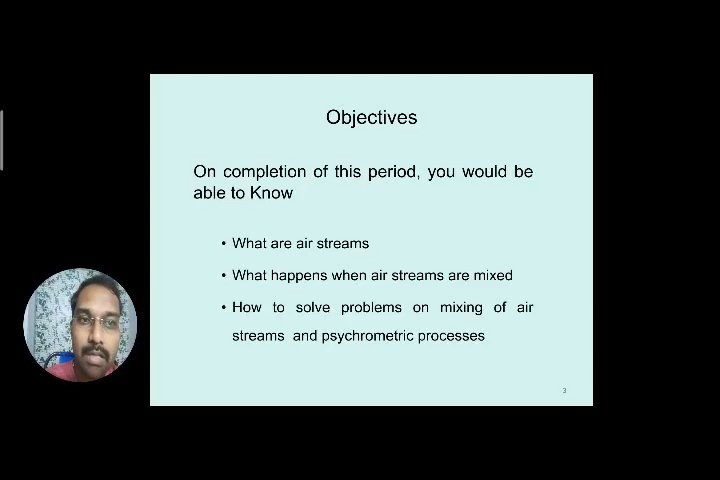 Objectives
On completion of this period, you would be
able to Know
• What are air streams
• What happens when air streams are mixed
• How to solve problems on mixing of air
streams and psychrometric processes
3